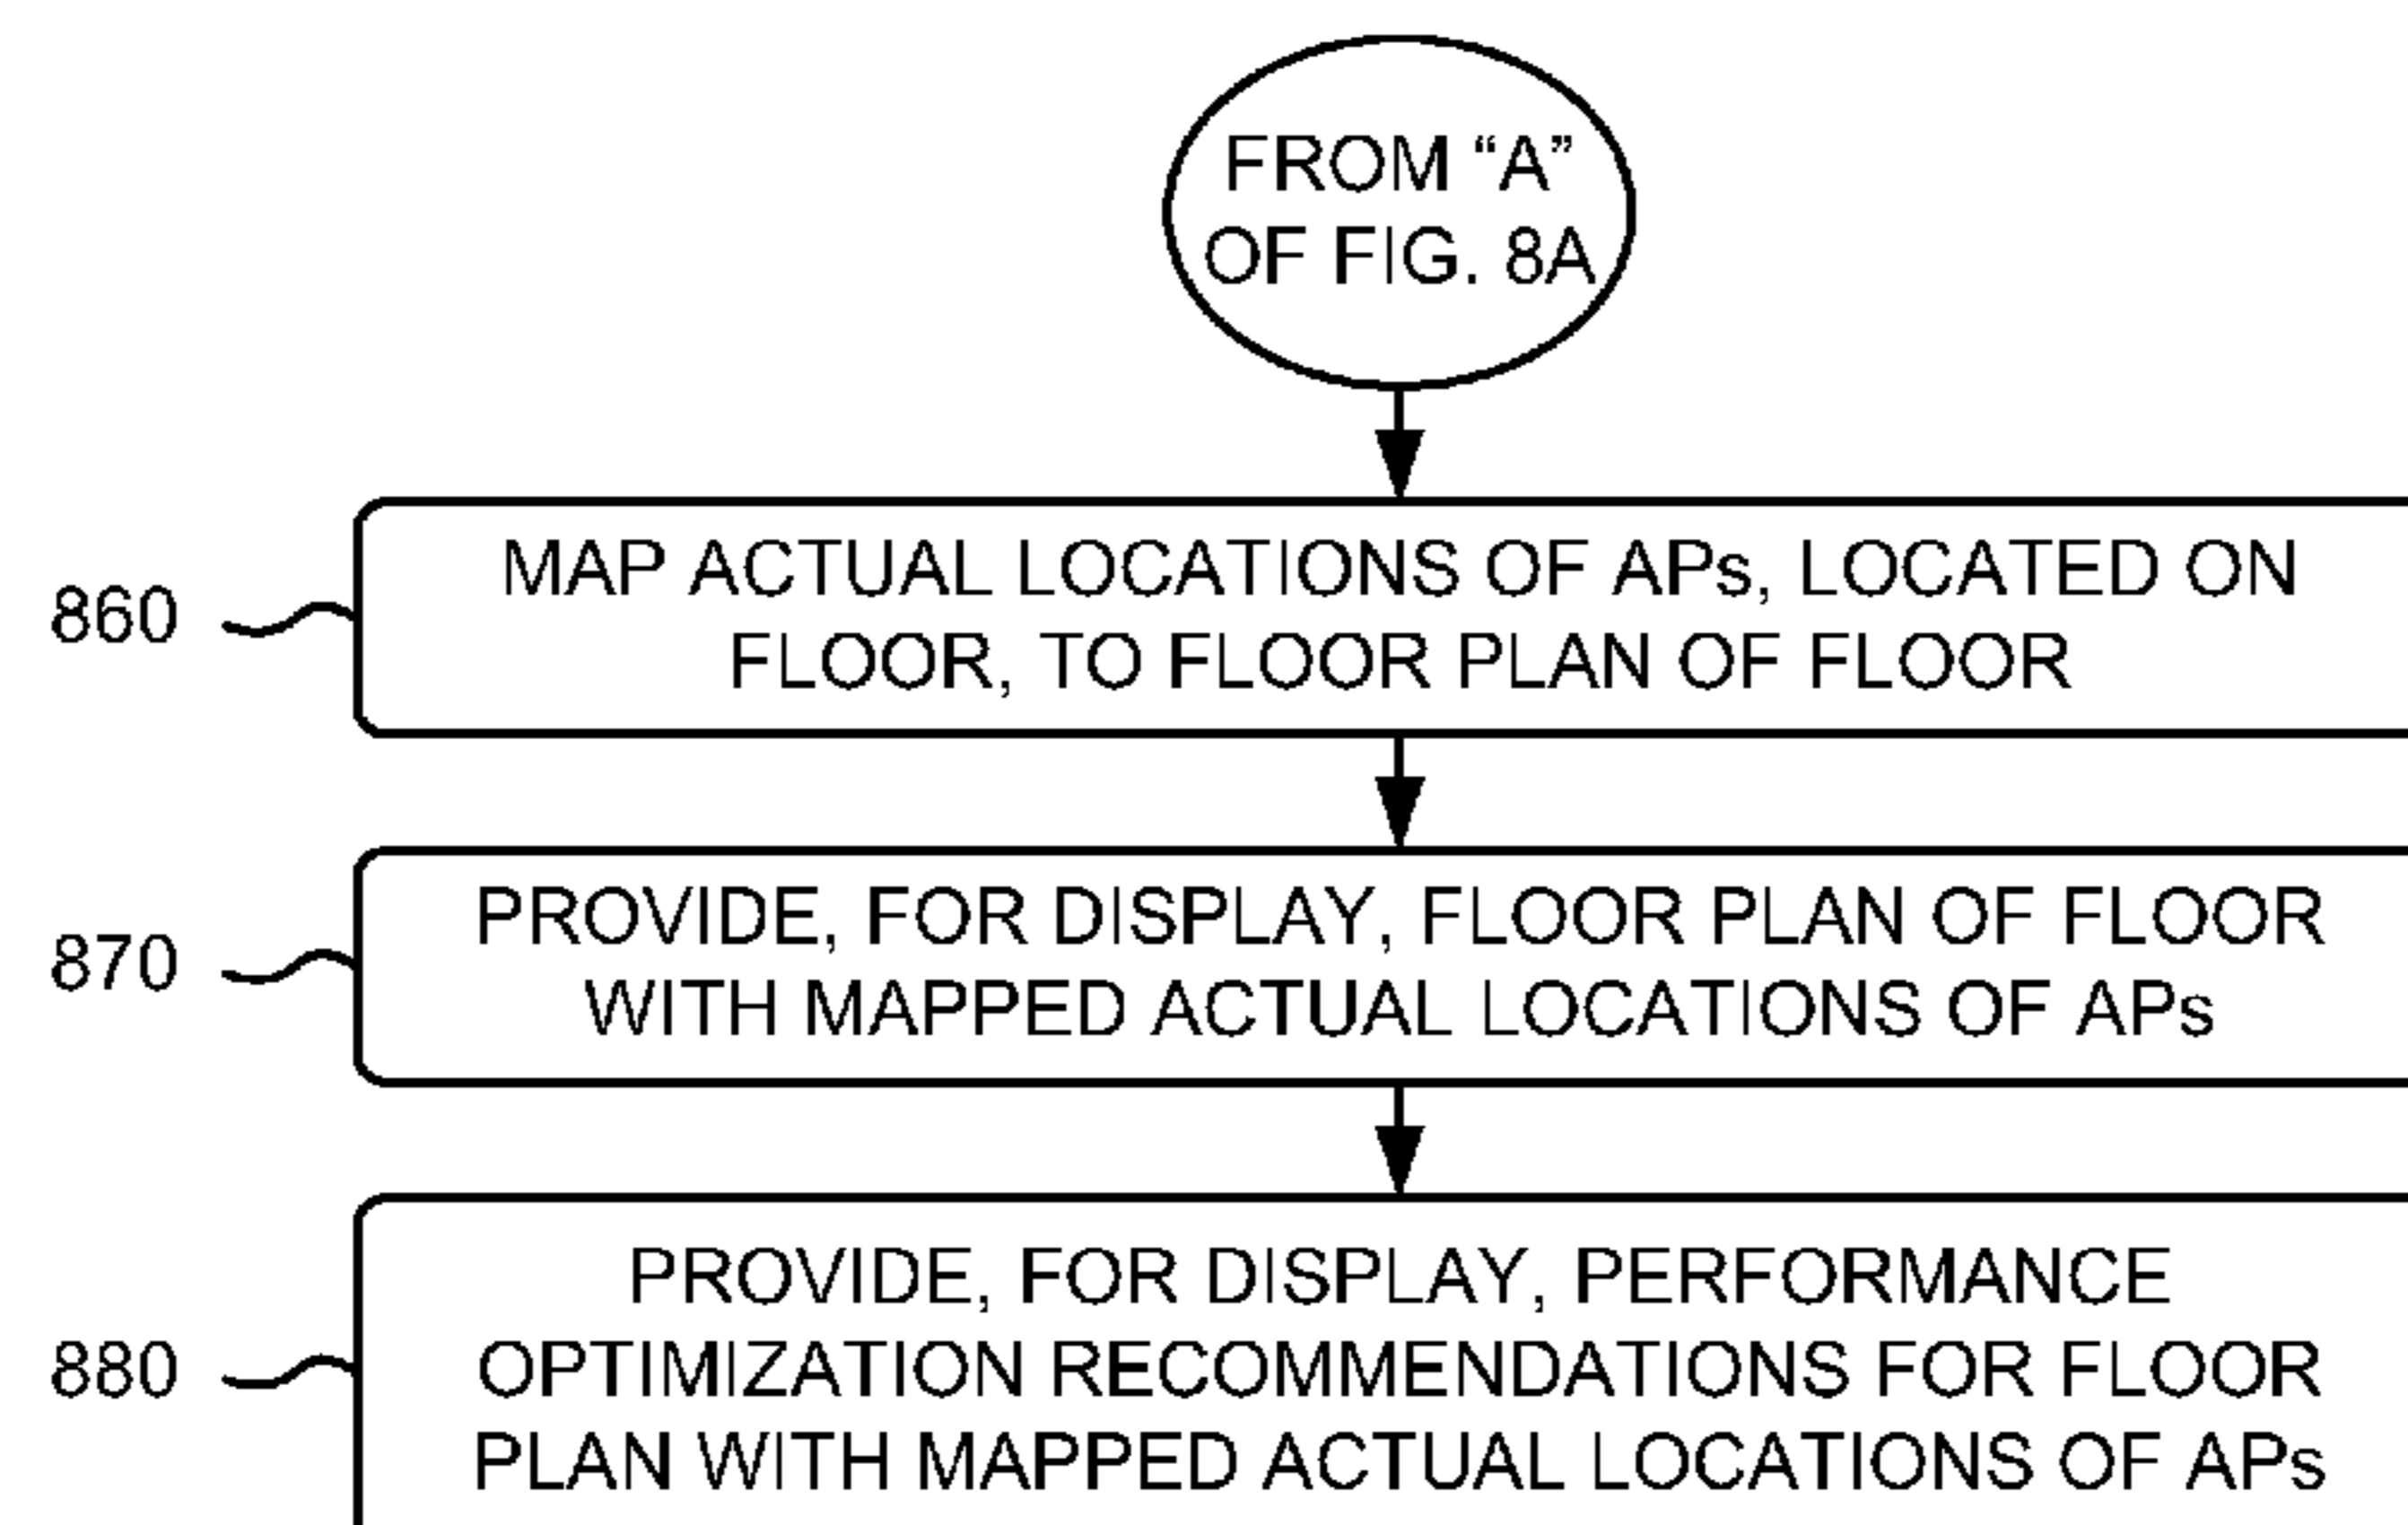 FROM “A”
OF FIG. 8A
860
MAP ACTUAL LOCATIONS OF APs, LOCATED ON
FLOOR, TO FLOOR PLAN OF FLOOR
870
PROVIDE, FOR DISPLAY, FLOOR PLAN OF FLOOR
WITH MAPPED ACTUAL LOCATIONS OF APs
880
PROVIDE, FOR DISPLAY, PERFORMANCE
OPTIMIZATION RECOMMENDATIONS FOR FLOOR
PLAN WITH MAPPED ACTUAL LOCATIONS OF APs